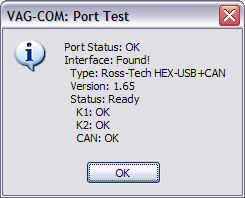 VAG-COM: Port Test
Port Status: OK
Interface: Found!
Type: Ross-Tech HEX-USB+CAN
Version: 1.65
Status: Ready
K1: OK
K2: OK
CAN: OK
OK